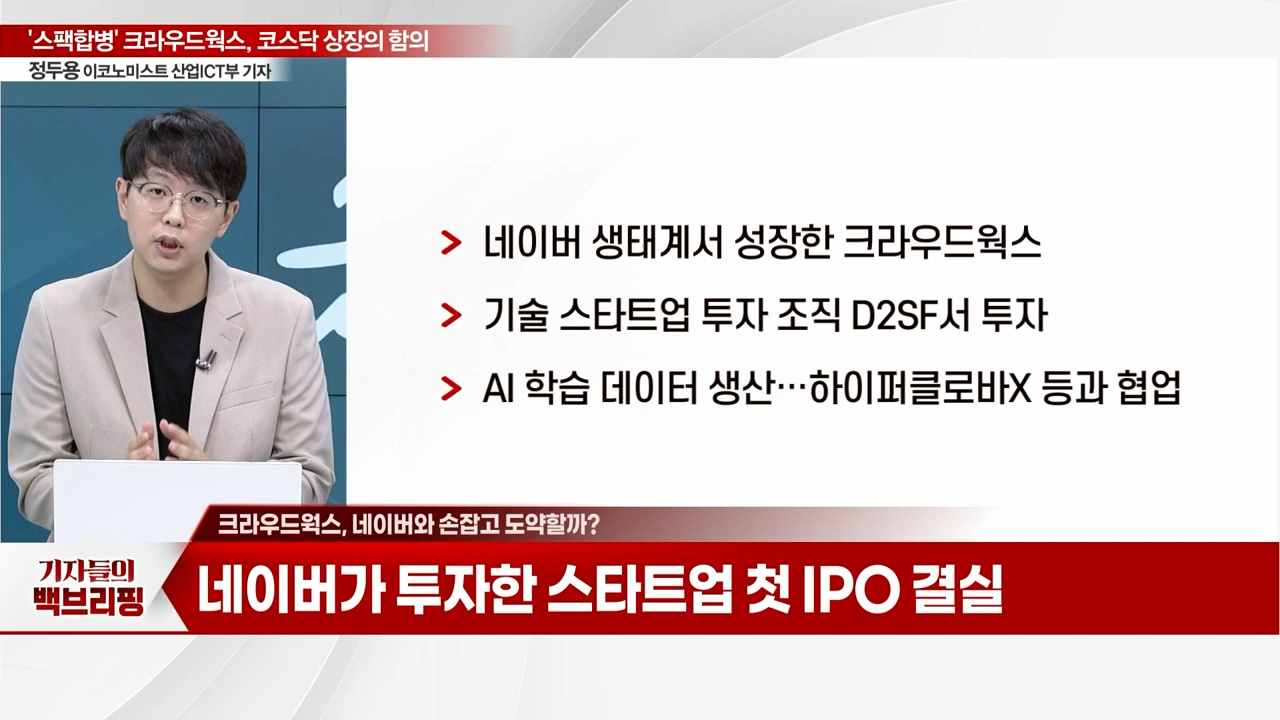 '스팩합병' 크라우드웍스, 코스닥 상장의 함의
정두용 이코노미스트 산업ICT부 기자
> 네이버 생태계서 성장한 크라우드웍스
> 기술 스타트업 투자 조직 D2SF서 투자
> AI 학습 데이터 생산…하이퍼클로바X 등과 협업
크라우드웍스, 네이버와 손잡고 도약할까?
기자들의
백브리핑
네이버가 투자한 스타트업 첫 IPO 결실